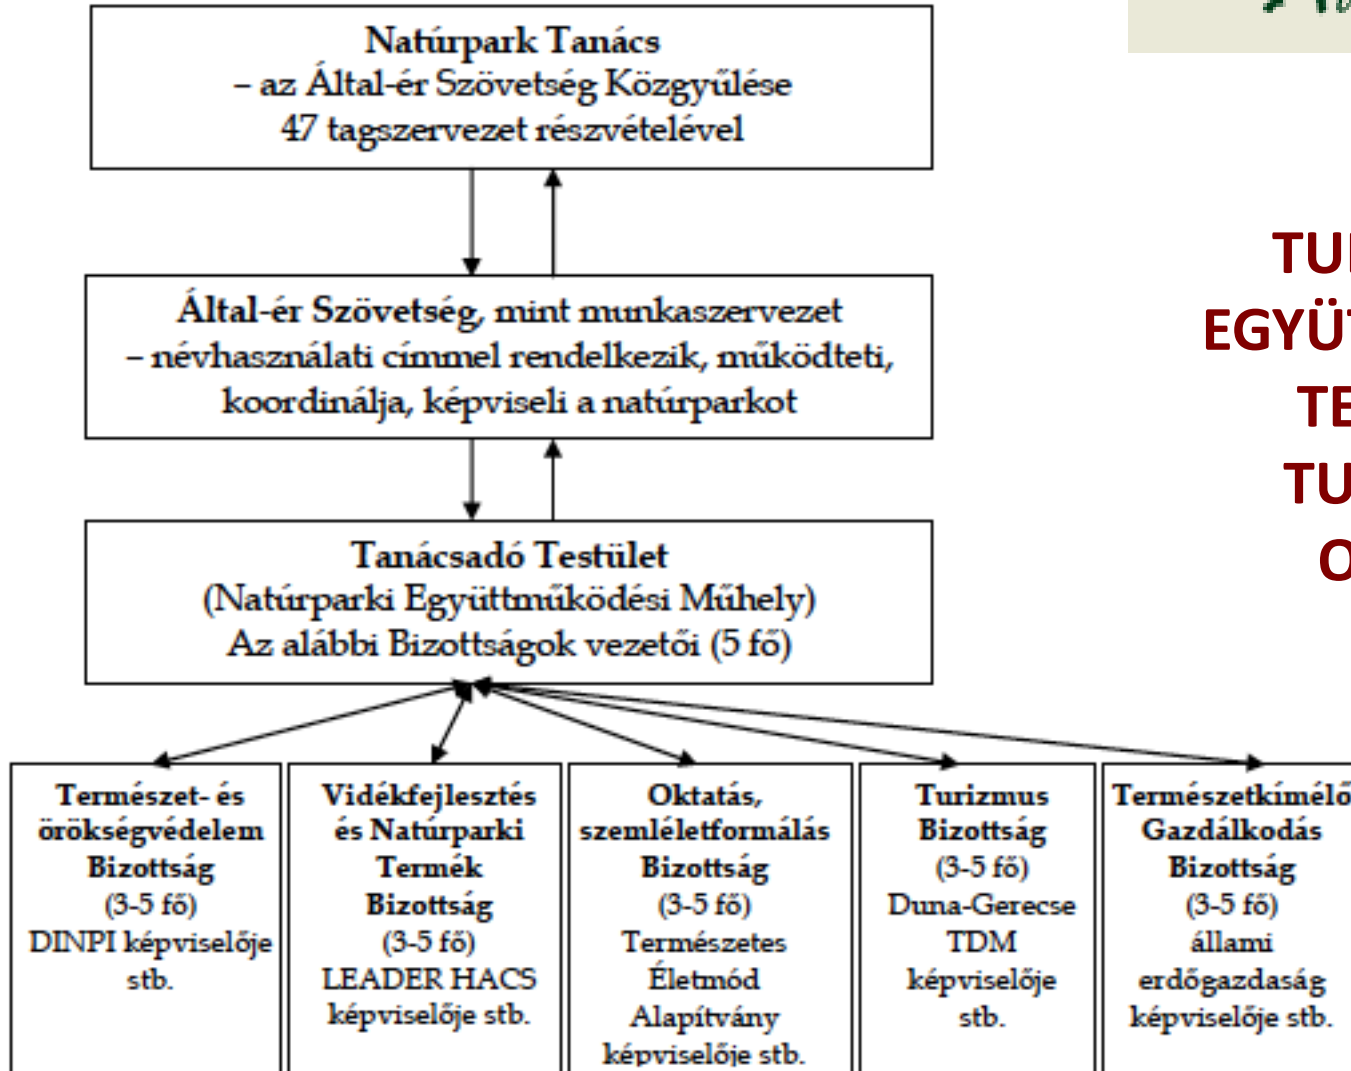 Natúrpark Tanács
– az Által-ér Szövetség Közgyűlése
47 tagszervezet részvételével
Által-ér Szövetség, mint munkaszervezet
– névhasználati címmel rendelkezik, működteti,
koordinálja, képviseli a natúrparkot
Tanácsadó Testület
(Natúrparki Együttműködési Műhely)
Az alábbi Bizottságok vezetői (5 fő)
Természet- és
örökségvédelem
Bizottság
(3-5 fő)
DINPI képviselője
stb.
Vidékfejlesztés
és Natúrparki
Termék
Bizottság
(3-5 fő)
LEADER HACS
képviselője stb.
Oktatás,
szemléletformálás
Bizottság
(3-5 fő)
Természetes
Életmód
Alapítvány
képviselője stb.
Turizmus
Bizottság
(3-5 fő)
Duna-Gerecse
TDM
képviselője
stb.
Természetkímélő
Gazdálkodás
Bizottság
(3-5 fő)
állami
erdőgazdaság
képviselője stb.